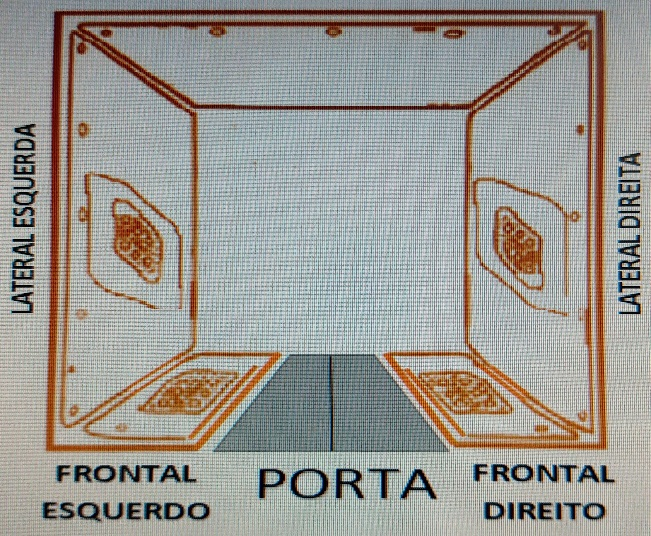 LATERAL ESQUERDA
LATERAL DIREITA
FRONTAL
ESQUERDO
PORTA
FRONTAL
DIREITO